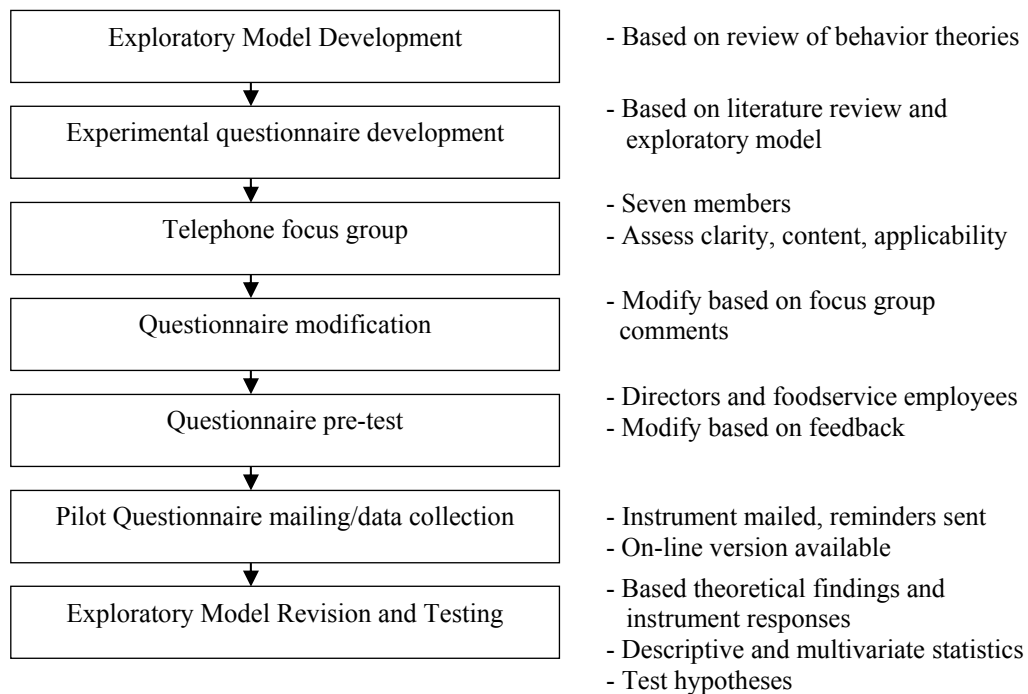 Exploratory Model Development
- Based on review of behavior theories
Experimental questionnaire development
- Based on literature review and
exploratory model
Telephone focus group
- Seven members
- Assess clarity, content, applicability
Questionnaire modification
- Modify based on focus group
comments
Questionnaire pre-test
- Directors and foodservice employees
- Modify based on feedback
Pilot Questionnaire mailing/data collection
- Instrument mailed, reminders sent
- On-line version available
Exploratory Model Revision and Testing
- Based theoretical findings and
instrument responses
- Descriptive and multivariate statistics
- Test hypotheses